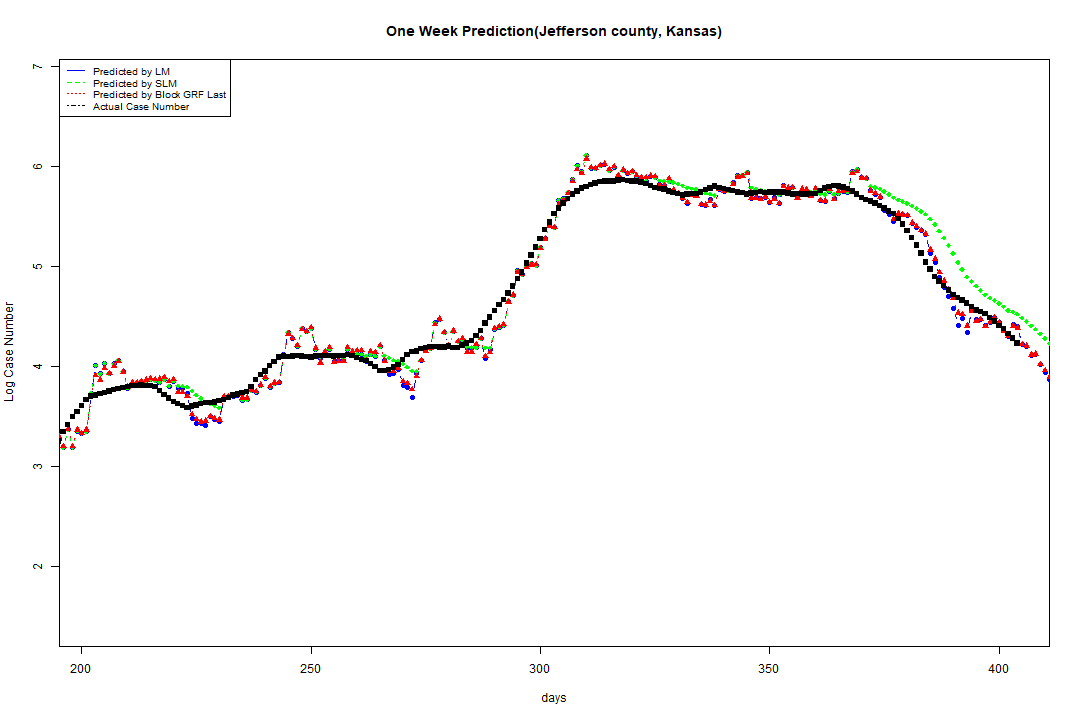 One Week Prediction(Jefferson county, Kansas)
Predicted by LM
Predicted by SLM
Predicted by Block GRF Last
Actual Case Number
7
6
5
4
3
2
Log Case Number
200 250 300 350 400
days